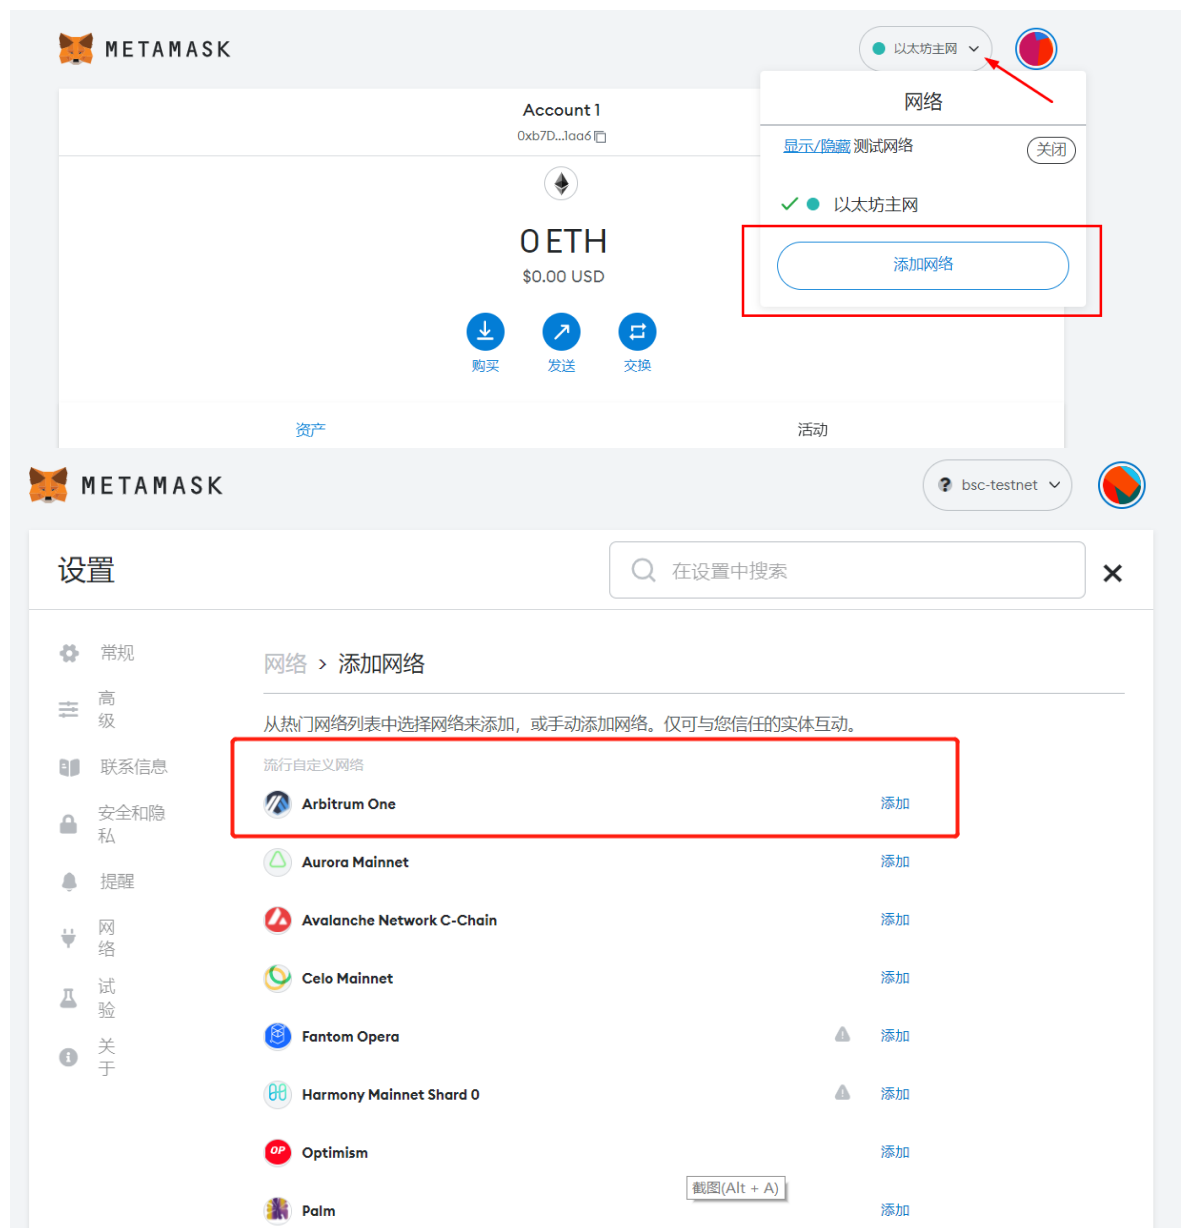 METAMASK
以太坊主网
Account 1
0xb7D...1aa6
网络
显示/隐藏 测试网络
关闭
以太坊主网
0 ETH
添加网络
$0.00 USD
购买
发送
交换
资产
活动
METAMASK
bsc-testnet
设置
在设置中搜索
常规
高级
联系信息
安全和隐私
提醒
网络
试验
关于
网络 > 添加网络
从热门网络列表中选择网络来添加，或手动添加网络。仅可与您信任的实体互动。
流行自定义网络
Arbitrum One 添加
Aurora Mainnet 添加
Avalanche Network C-Chain 添加
Celo Mainnet 添加
Fantom Opera 添加
Harmony Mainnet Shard 0 添加
OP Optimism 添加
截图(Alt + A)
Palm 添加